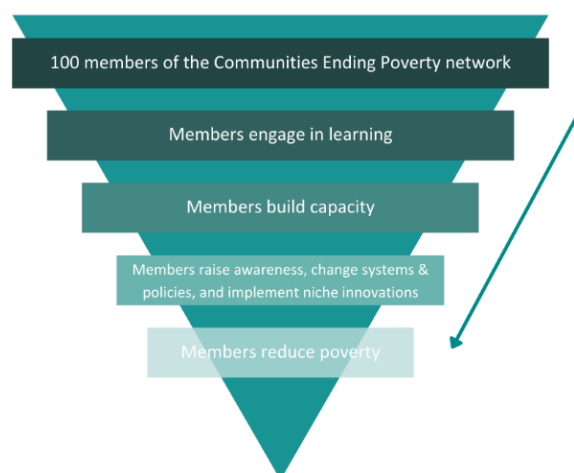 100 members of the Communities Ending Poverty network
Members engage in learning
Members build capacity
Members raise awareness, change systems &
policies, and implement niche innovations
Members reduce poverty